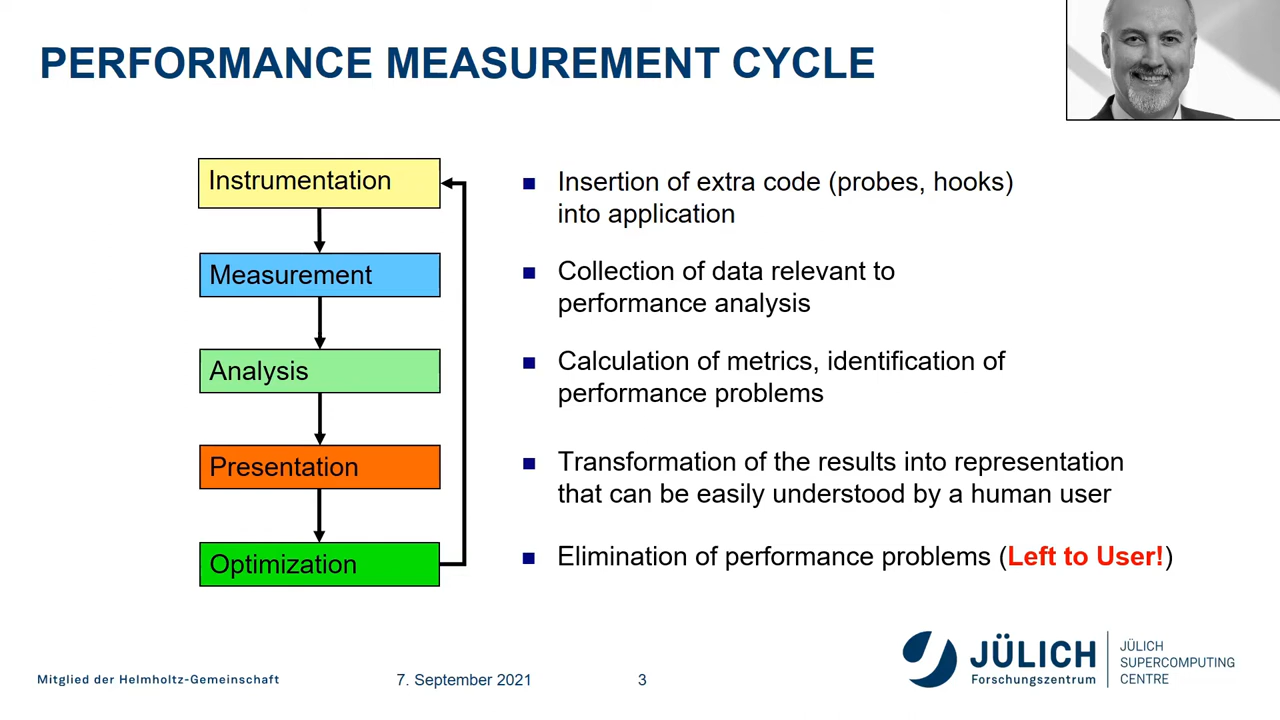 PERFORMANCE MEASUREMENT CYCLE
Instrumentation
Insertion of extra code (probes, hooks)
into application
Measurement
Collection of data relevant to
performance analysis
Analysis
Calculation of metrics, identification of
performance problems
Presentation
Transformation of the results into representation
that can be easily understood by a human user
Optimization
Elimination of performance problems (Left to User!)
JÜLICH
Forschungszentrum
JÜLICH
SUPERCOMPUTING
CENTRE
Mitglied der Helmholtz-Gemeinschaft
7. September 2021
3